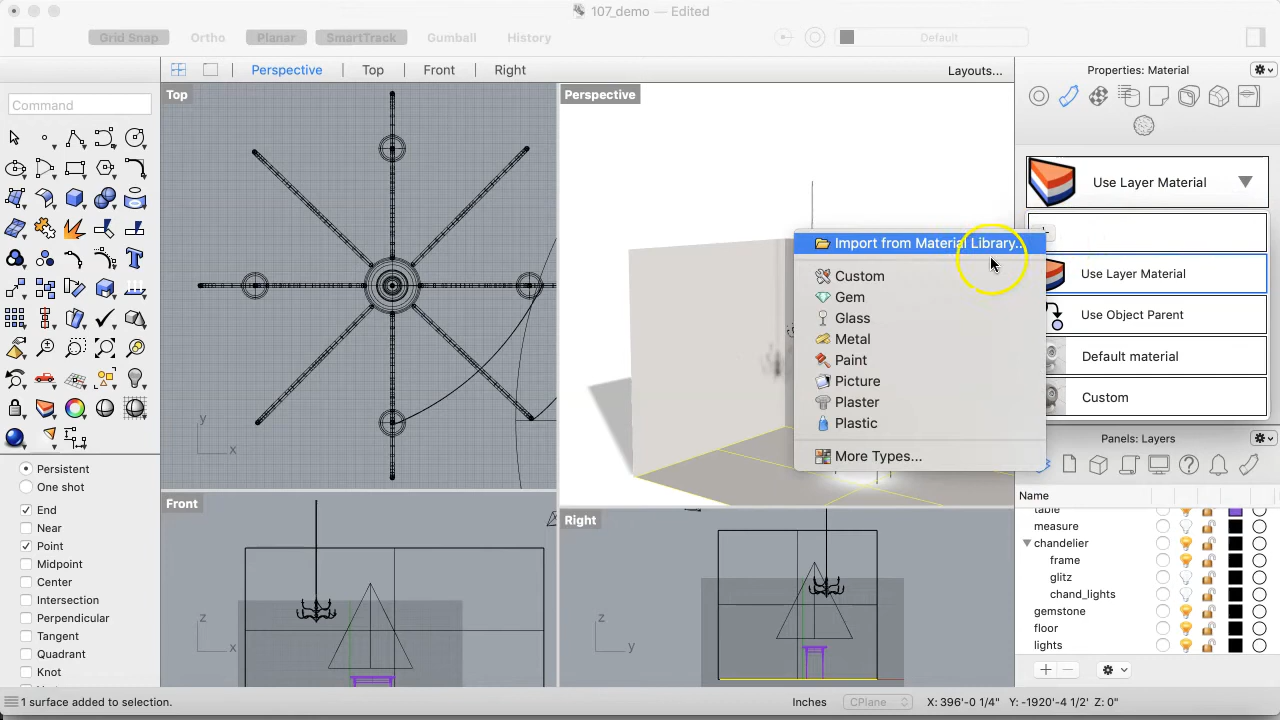 107_demo — Edited
Grid Snap
Ortho
Planar
SmartTrack
Gumball
History
Default
Perspective
Top
Front
Right
Layouts...
Properties: Material
Command
Top
Perspective
Front
Right
Use Layer Material
Import from Material Library...
Custom
Gem
Glass
Metal
Paint
Picture
Plaster
Plastic
More Types...
Use Layer Material
Use Object Parent
Default material
Custom
Panels: Layers
Name
table
measure
chandelier
frame
glitz
chand_lights
gemstone
floor
lights
y
x
z
x
z
y
Persistent
One shot
End
Near
Point
Midpoint
Center
Intersection
Perpendicular
Tangent
Quadrant
Knot
1 surface added to selection.
Inches
CPlane
X: 396'-0 1/4" Y: -1920'-4 1/2' Z: 0"